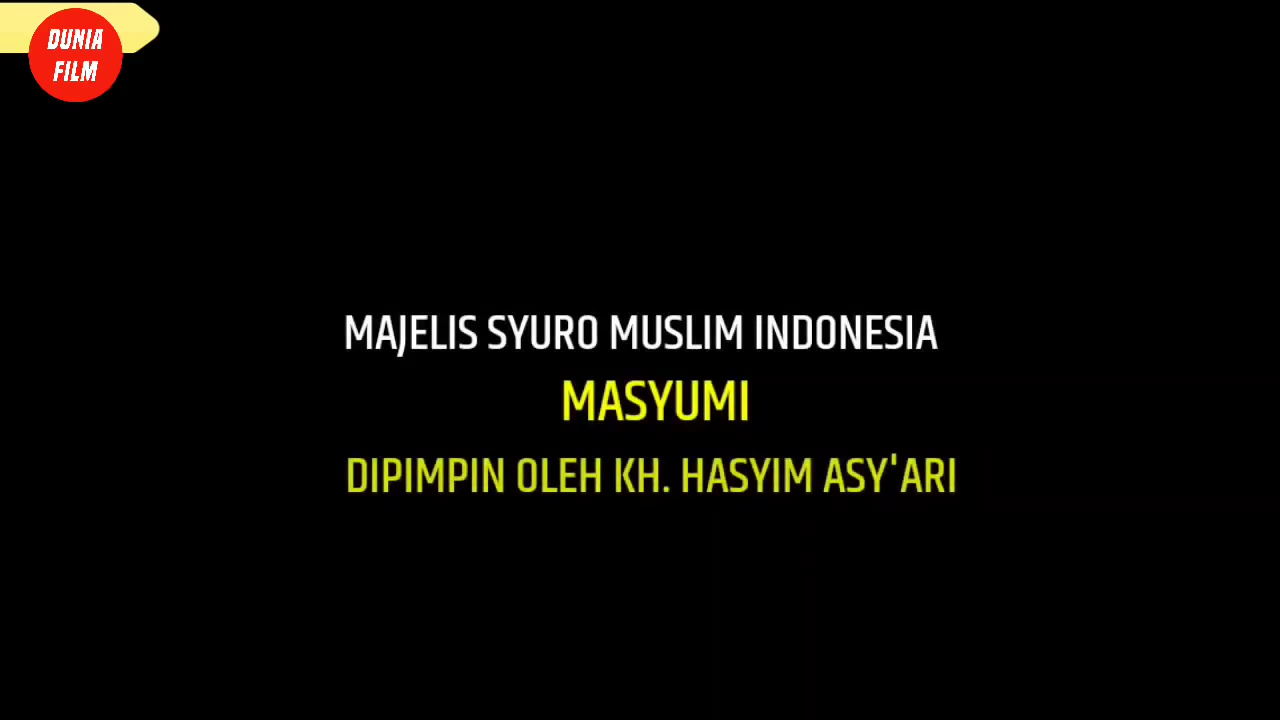 DUNIA
FILM
MAJELIS SYURO MUSLIM INDONESIA
MASYUMI
DIPIMPIN OLEH KH. HASYIM ASY'ARI